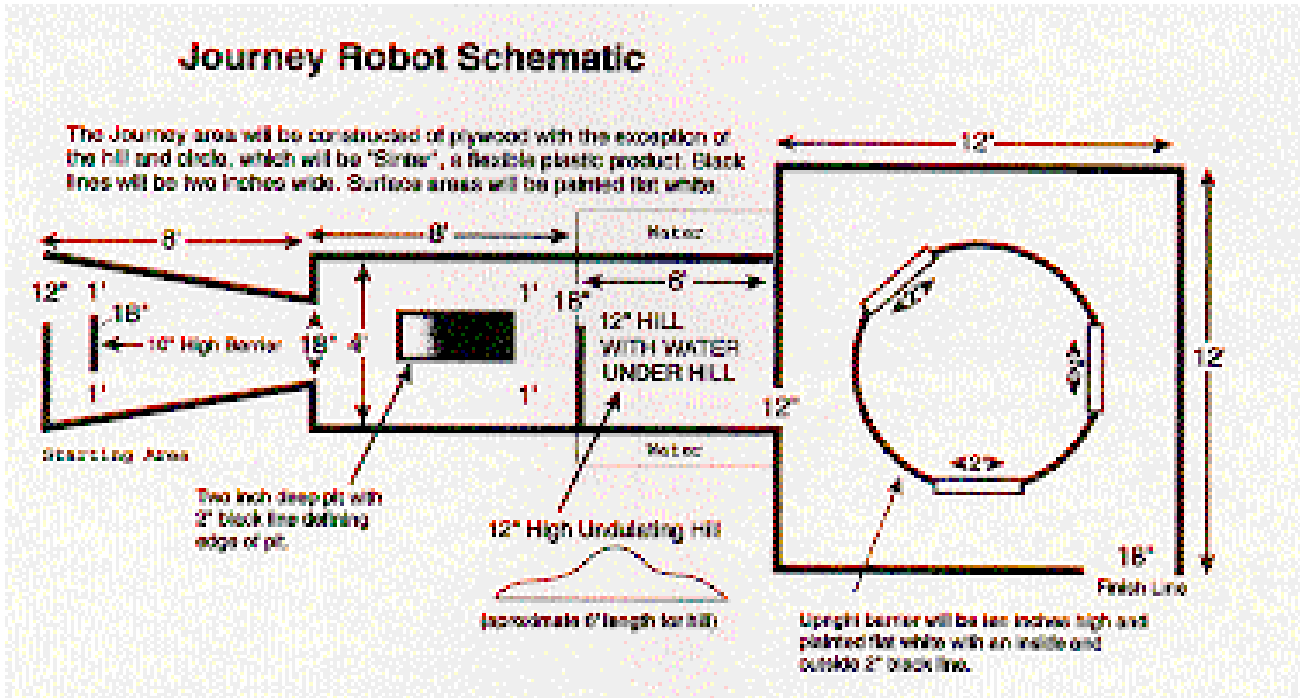 Journey Robot Schematic
The Journey area will be constructed of plywood with the exception of
the hill and circle, which will be "Sinter", a flexible plastic product. Black
lines will be two inches wide. Surface areas will be painted flat white.
12'
8'
8'
Water
6'
12"
1'
18"
10" High Barrier
1'
18"
4'
1'
18"
1'
12" HILL
WITH WATER
UNDER HILL
12"
12'
Starting Area
Water
2"
Two inch deep pit with
2" black line defining
edge of pit.
12" High Undulating Hill
(aproximate 6' length for hill)
18"
Finish Line
Upright barrier will be ten inches high and
painted flat white with an inside and
outside 2" black line.